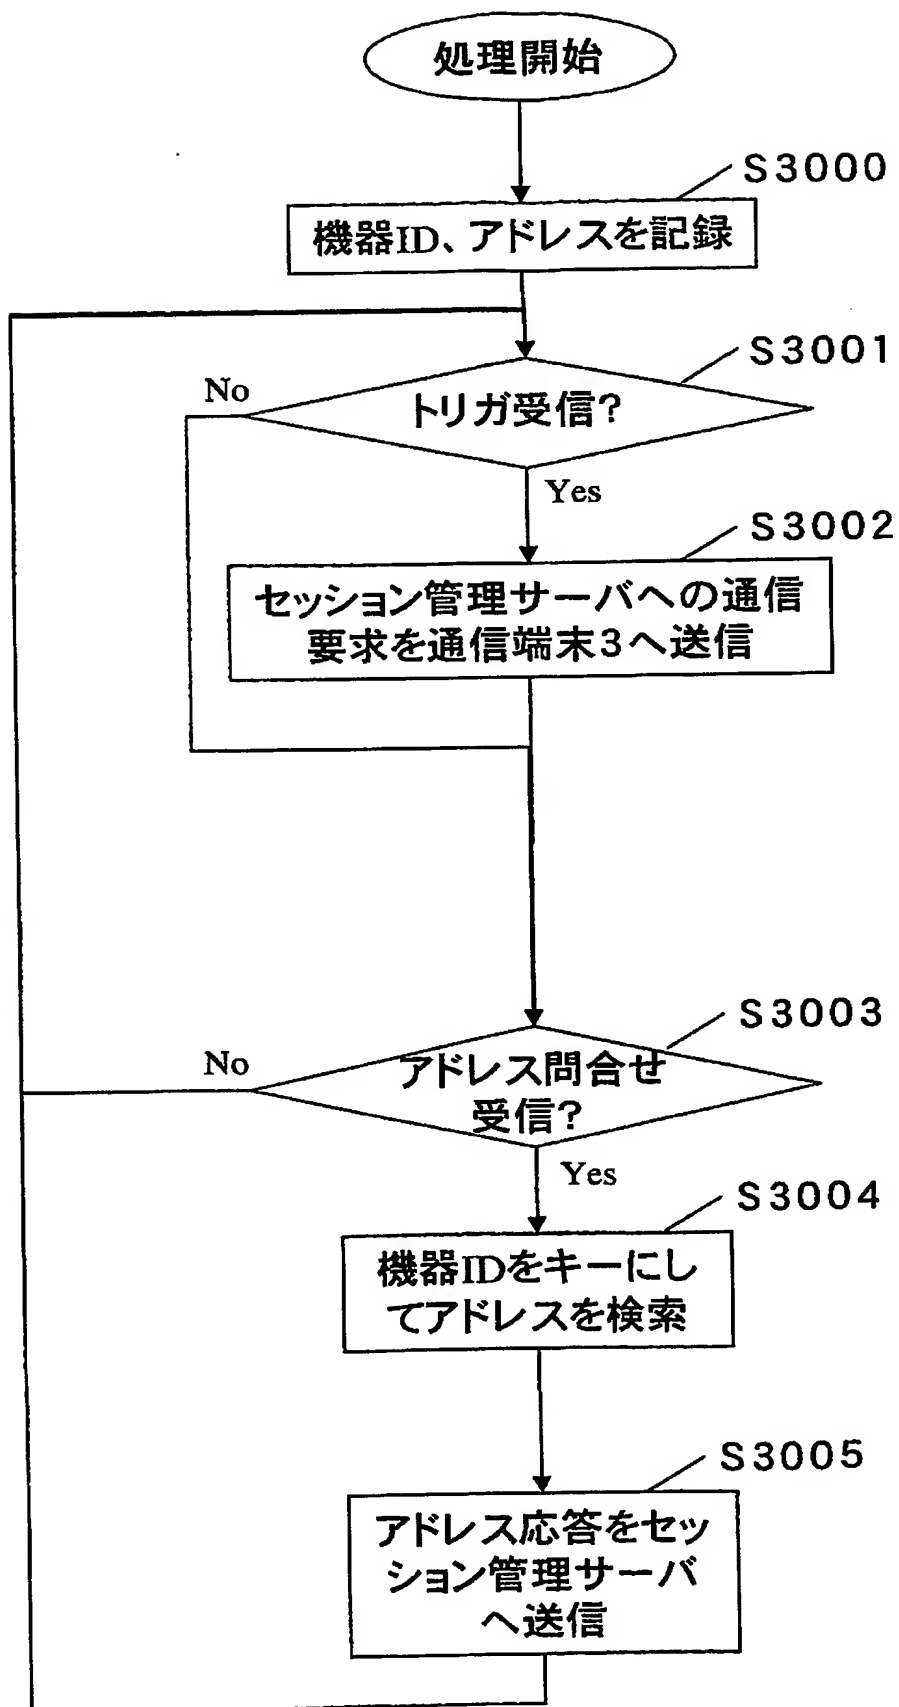 処理開始
S3000
機器ID、アドレスを記録
S3001
No
トリガ受信?
Yes
S3002
セッション管理サーバへの通信
要求を通信端末3へ送信
S3003
No
アドレス問合せ
受信?
Yes
S3004
機器IDをキーにし
てアドレスを検索
S3005
アドレス応答をセッ
ション管理サーバ
へ送信